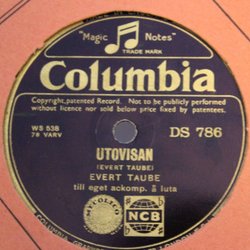 "Magic Notes"
TRADE MARK
Columbia
Copyright,patented Record. Not to be publicly performed
without licence nor sold below price fixed by patentees.
WS 538
78 VARV
DS 786
UTOVISAN
(EVERT TAUBE)
EVERT TAUBE
till eget ackomp. å luta
NCB